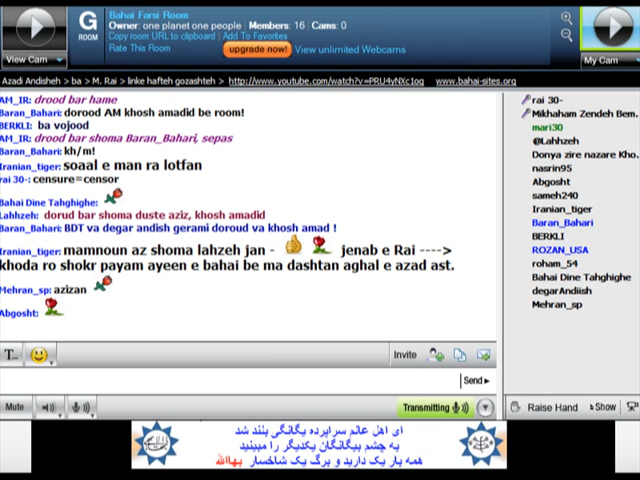 Bahai Farsi Room
Owner: one planet one people | Members: 16 | Cams: 0
Copy room URL to clipboard | Add To Favorites
Rate This Room
upgrade now! View unlimited Webcams
G
ROOM
View Cam
My Cam
Azadi Andisheh > ba > M. Rai > linke hafteh gozashteh > http://www.youtube.com/watch?v=PRU4yNXc1og www.bahai-sites.org
AM_IR: drood bar hame
Baran_Bahari: dorood AM khosh amadid be room!
BERKLI: ba vojood
AM_IR: drood bar shoma Baran_Bahari, sepas
Baran_Bahari: kh/m!
Iranian_tiger: soaal e man ra lotfan
rai 30-: censure=censor
Bahai Dine Tahghighe:
Lahhzeh: dorud bar shoma duste aziz, khosh amadid
Baran_Bahari: BDT va degar andish gerami doroud va khosh amad !
Iranian_tiger: mamnoun az shoma lahzeh jan - jenab e Rai ---->
khoda ro shokr payam ayeen e bahai be ma dashtan aghal e azad ast.
Mehran_sp: azizan
Abgosht:
rai 30-
Mikhaham Zendeh Bem.
mari30
@Lahhzeh
Donya zire nazare Kho.
nasrin95
Abgosht
sameh240
Iranian_tiger
Baran_Bahari
BERKLI
ROZAN_USA
roham_54
Bahai Dine Tahghighe
degarAndiish
Mehran_sp
T...
Invite
Send
Mute
Transmitting
Raise Hand
Show
ای اهل عالم سراپرده یگانگی بلند شد
به چشم بیگانگان یکدیگر را مبینید
همه بار یک دارید و برگ یک شاخسار بهاالله